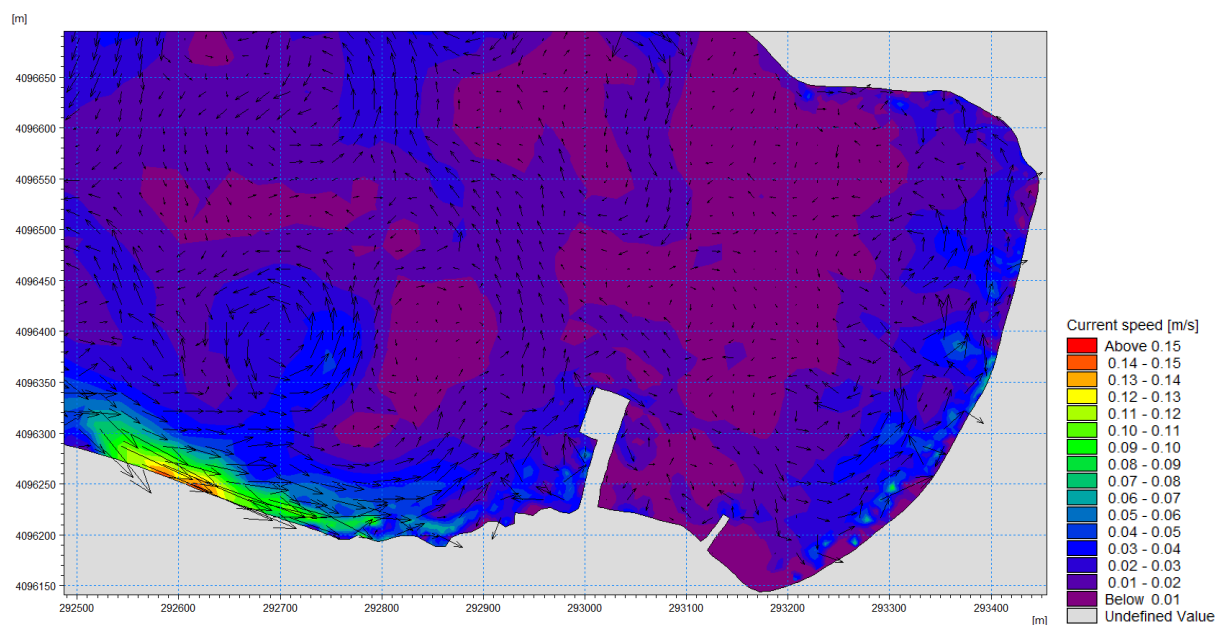 [m]
4096650
4096600
4096550
4096500
4096450
4096400
4096350
4096300
4096250
4096200
4096150
292500 292600 292700 292800 292900 293000 293100 293200 293300 293400
[m]
Current speed [m/s]
Above 0.15
0.14 - 0.15
0.13 - 0.14
0.12 - 0.13
0.11 - 0.12
0.10 - 0.11
0.09 - 0.10
0.08 - 0.09
0.07 - 0.08
0.06 - 0.07
0.05 - 0.06
0.04 - 0.05
0.03 - 0.04
0.02 - 0.03
0.01 - 0.02
Below 0.01
Undefined Value